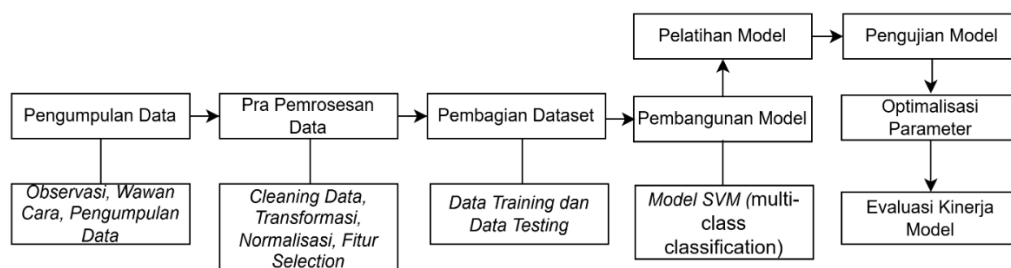 Pelatihan Model
Pengujian Model
Pengumpulan Data
Pra Pemrosesan
Data
Pembagian Dataset
Pembangunan Model
Optimalisasi
Parameter
Observasi, Wawan
Cara, Pengumpulan
Data
Cleaning Data,
Transformasi,
Normalisasi, Fitur
Selection
Data Training dan
Data Testing
Model SVM (multi-
class
classification)
Evaluasi Kinerja
Model